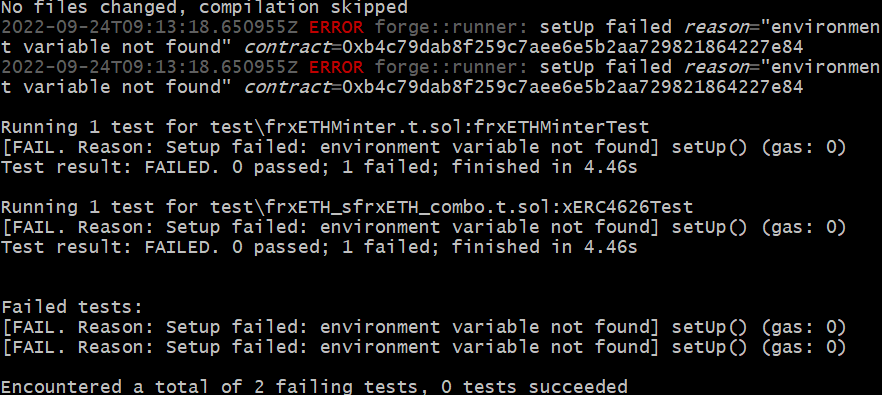 No files changed, compilation skipped
2022-09-24T09:13:18.650955Z ERROR forge::runner: setUp failed reason="environmen
t variable not found" contract=0xb4c79dab8f259c7aee6e5b2aa729821864227e84
2022-09-24T09:13:18.650955Z ERROR forge::runner: setUp failed reason="environmen
t variable not found" contract=0xb4c79dab8f259c7aee6e5b2aa729821864227e84
Running 1 test for test\frxETHMinter.t.sol:frxETHMinterTest
[FAIL. Reason: Setup failed: environment variable not found] setUp() (gas: 0)
Test result: FAILED. 0 passed; 1 failed; finished in 4.46s
Running 1 test for test\frxETH_sfrxETH_combo.t.sol:xERC4626Test
[FAIL. Reason: Setup failed: environment variable not found] setUp() (gas: 0)
Test result: FAILED. 0 passed; 1 failed; finished in 4.46s
Failed tests:
[FAIL. Reason: Setup failed: environment variable not found] setUp() (gas: 0)
[FAIL. Reason: Setup failed: environment variable not found] setUp() (gas: 0)
Encountered a total of 2 failing tests, 0 tests succeeded